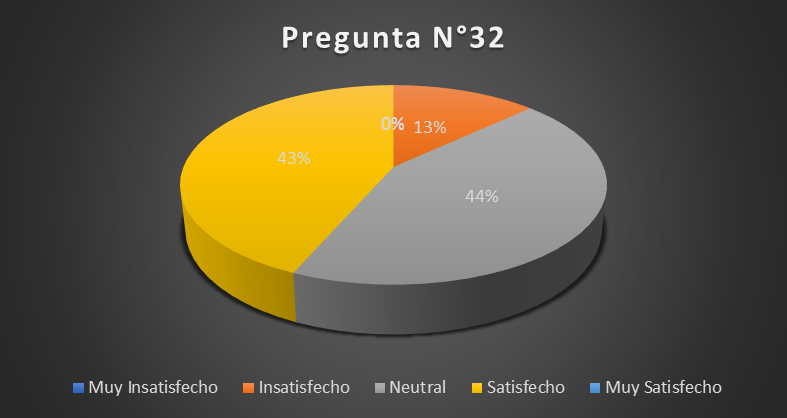 Pregunta N°32
0%
13%
43%
44%
Muy Insatisfecho
Insatisfecho
Neutral
Satisfecho
Muy Satisfecho